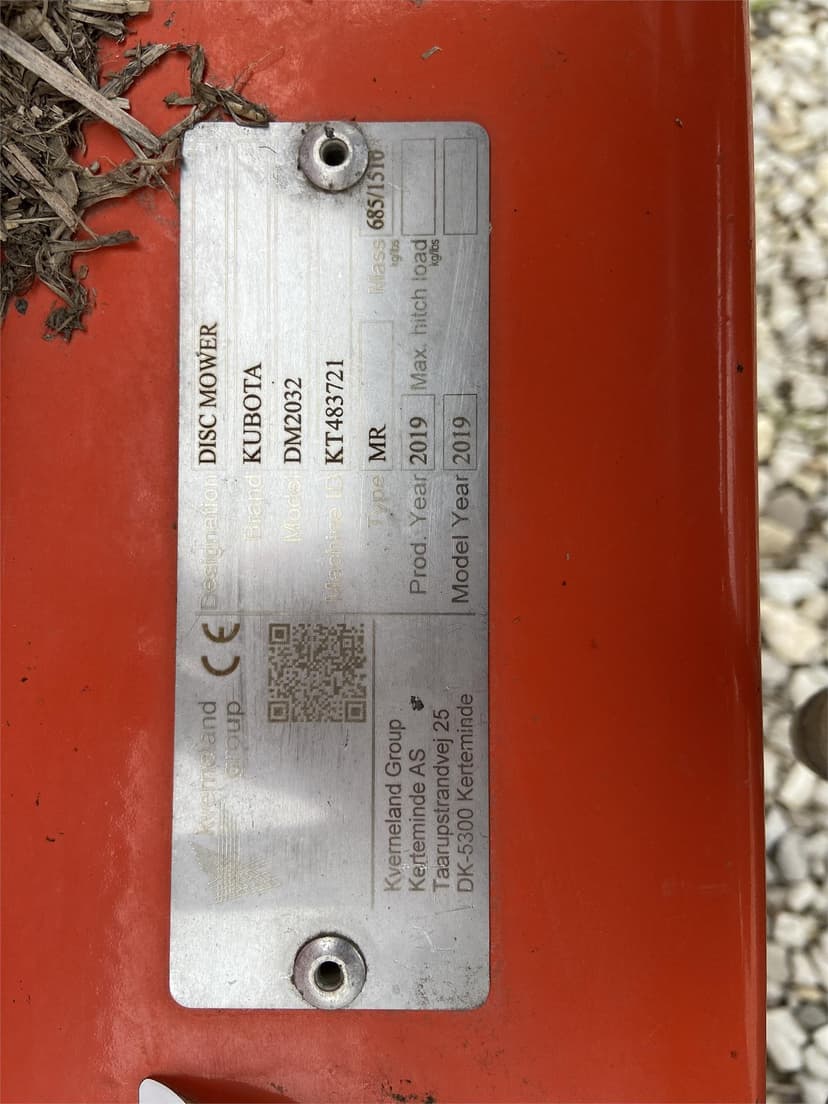 Kverneland
group
CE
Designation DISC MOWER
Brand KUBOTA
Model DM2032
Machine ID KT483721
Type MR Mass kg/lbs 685/1510
Prod. Year 2019 Max. hitch load kg/lbs
Model Year 2019
Kverneland Group
Kerteminde AS
Taarupstrandvej 25
DK-5300 Kerteminde